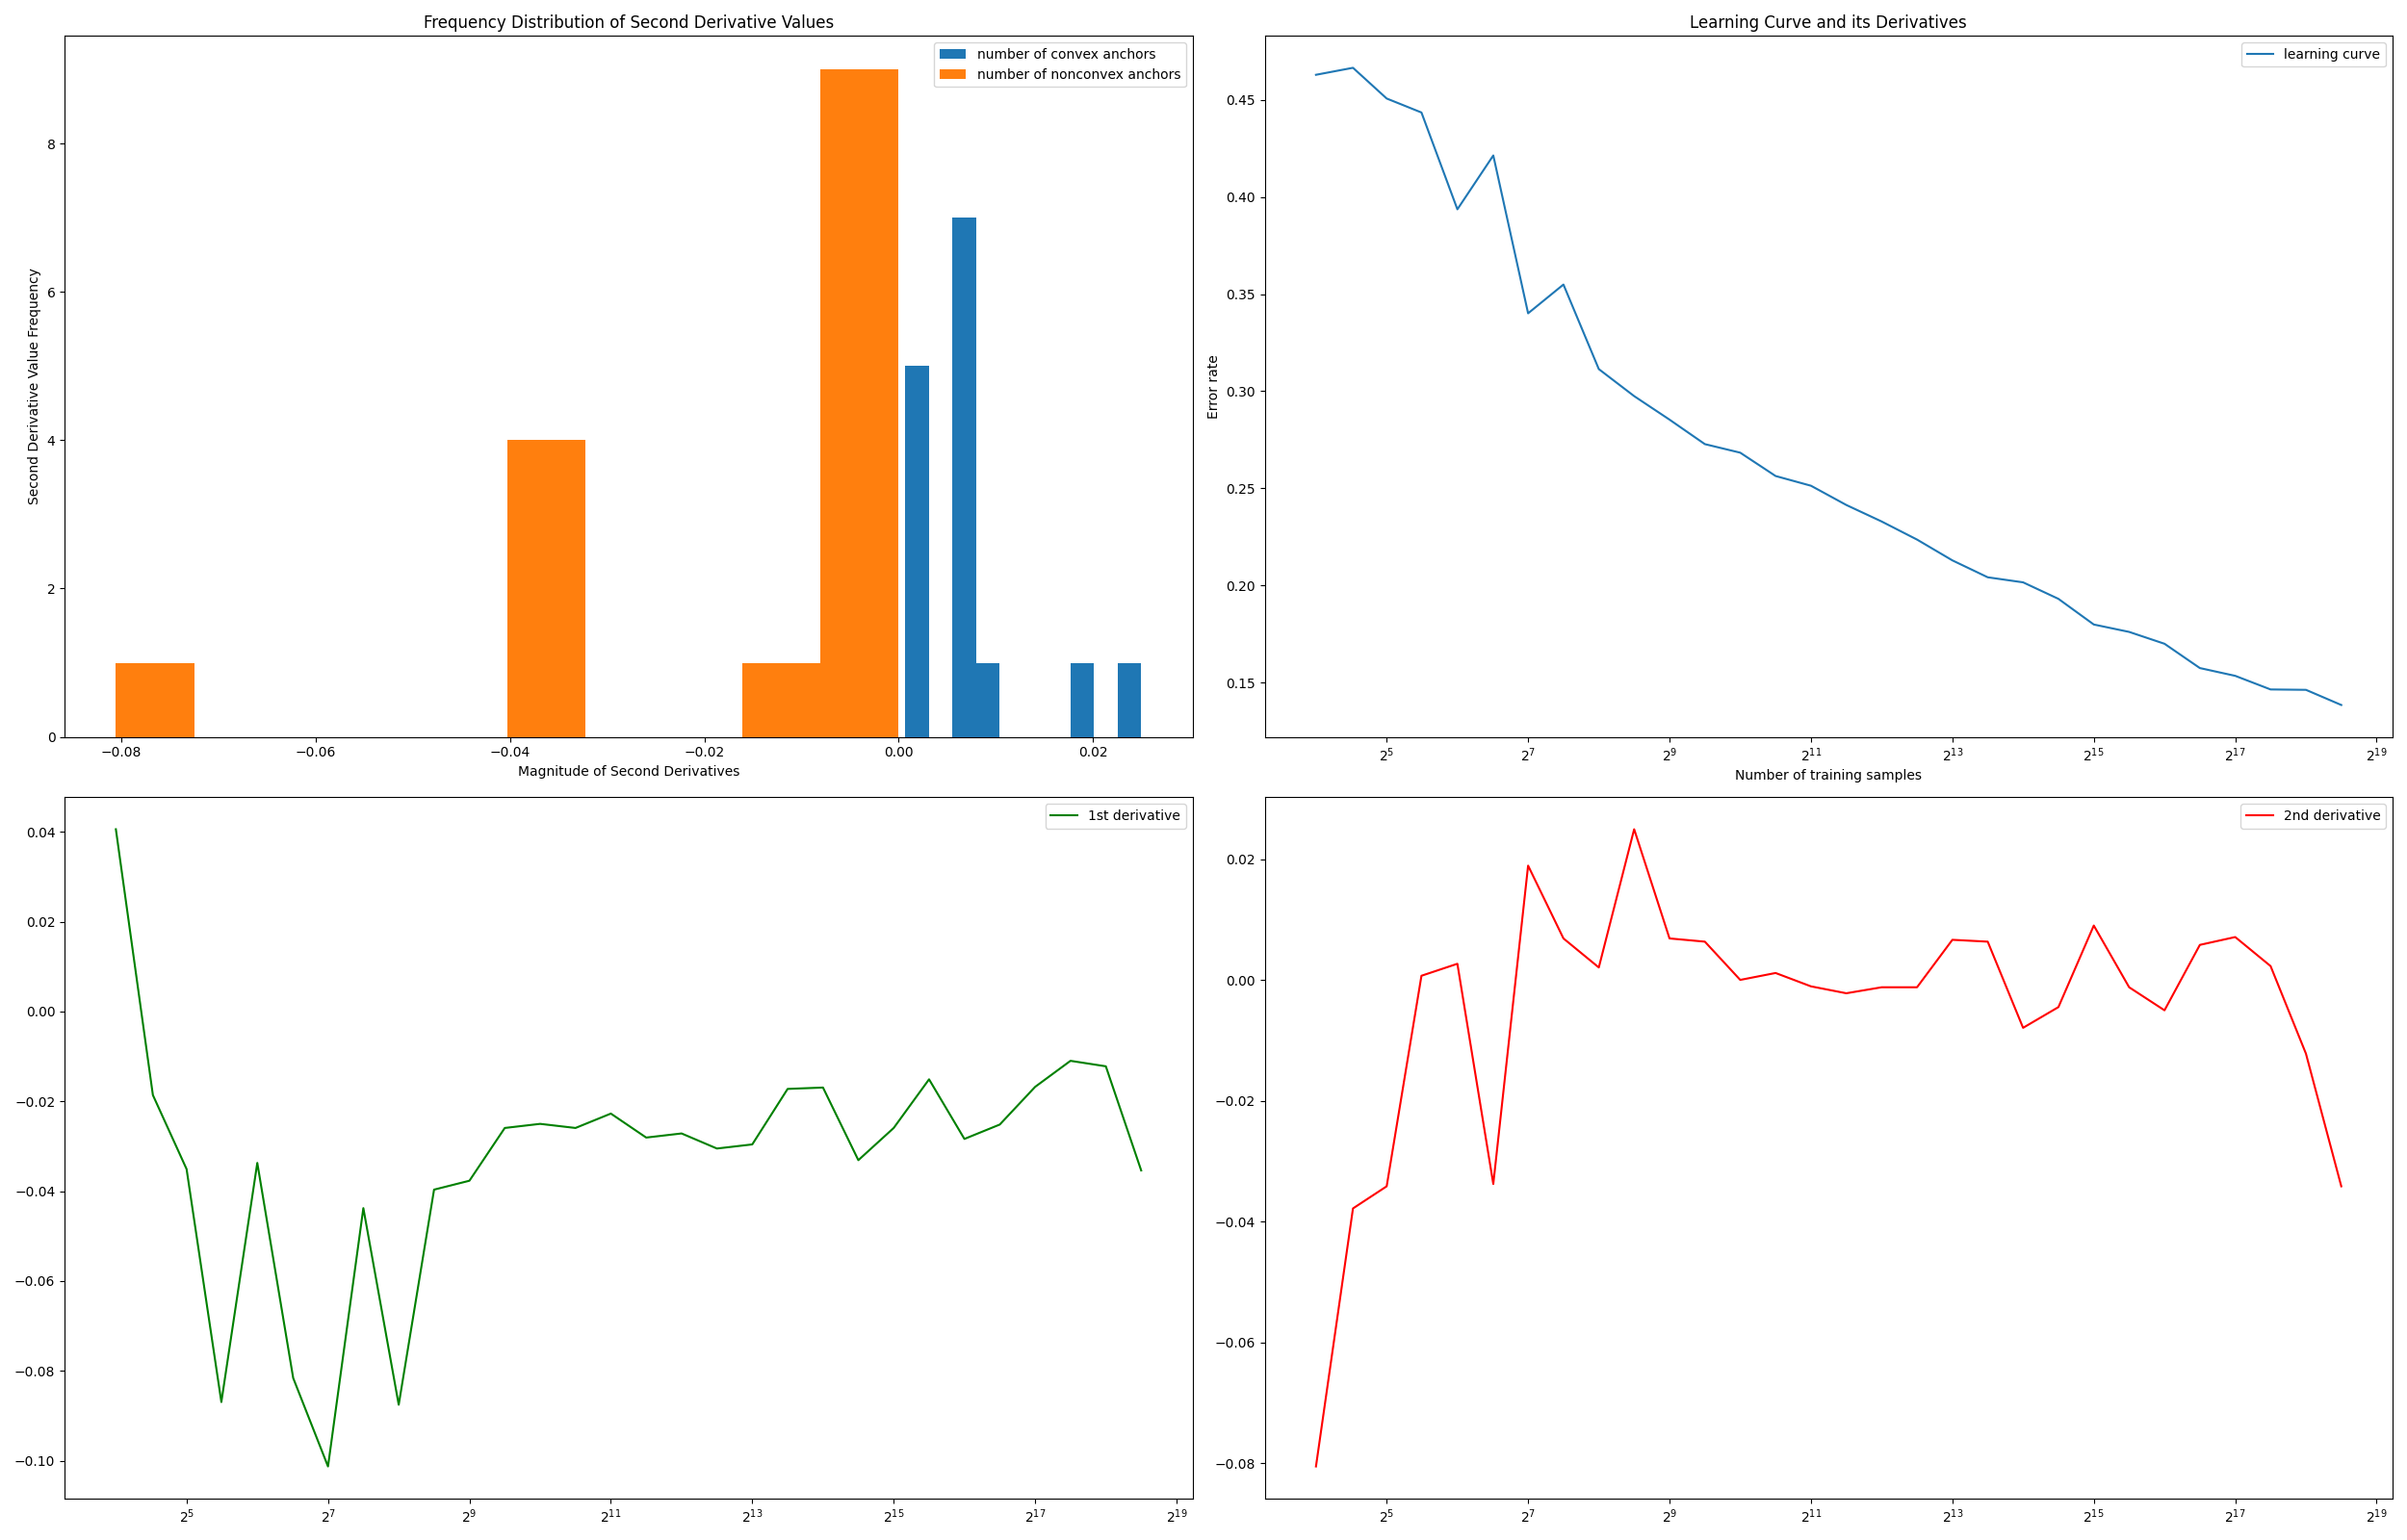 Frequency Distribution of Second Derivative Values
number of convex anchors
number of nonconvex anchors
Second Derivative Value Frequency
8
6
4
2
0
−0.08 −0.06 −0.04 −0.02 0.00 0.02
Magnitude of Second Derivatives
Learning Curve and its Derivatives
learning curve
Error rate
0.45
0.40
0.35
0.30
0.25
0.20
0.15
2^5 2^7 2^9 2^11 2^13 2^15 2^17 2^19
Number of training samples
1st derivative
0.04
0.02
0.00
−0.02
−0.04
−0.06
−0.08
−0.10
2^5 2^7 2^9 2^11 2^13 2^15 2^17 2^19
2nd derivative
0.02
0.00
−0.02
−0.04
−0.06
−0.08
2^5 2^7 2^9 2^11 2^13 2^15 2^17 2^19